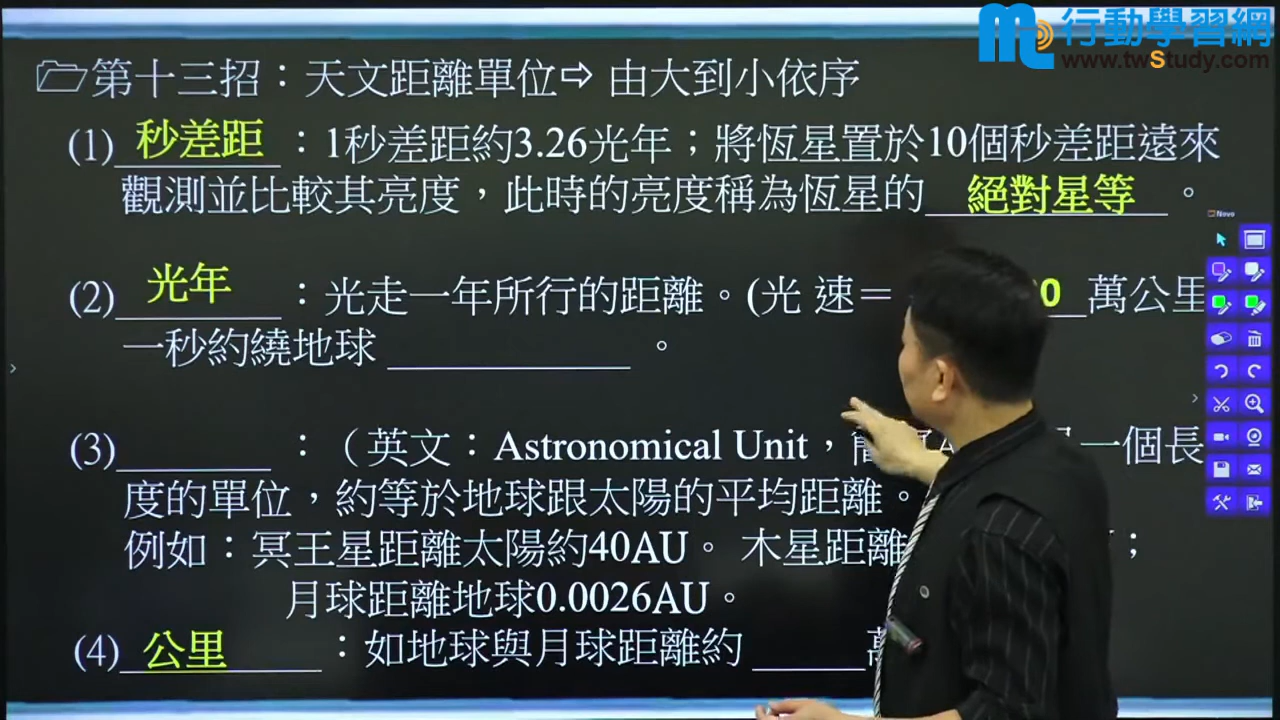 行動學習網
www.twStudy.com
第十三招：天文距離單位⇨ 由大到小依序
(1) 秒差距 ：1秒差距約3.26光年；將恆星置於10個秒差距遠來
觀測並比較其亮度，此時的亮度稱為恆星的 絕對星等 。
Novo
(2) 光年 ：光走一年所行的距離。(光 速＝ 0 萬公里
一秒約繞地球 。
(3) ：（英文：Astronomical Unit， 一個長
度的單位，約等於地球跟太陽的平均距離。
例如：冥王星距離太陽約40AU。 木星距離 ；
月球距離地球0.0026AU。
(4) 公里 ：如地球與月球距離約